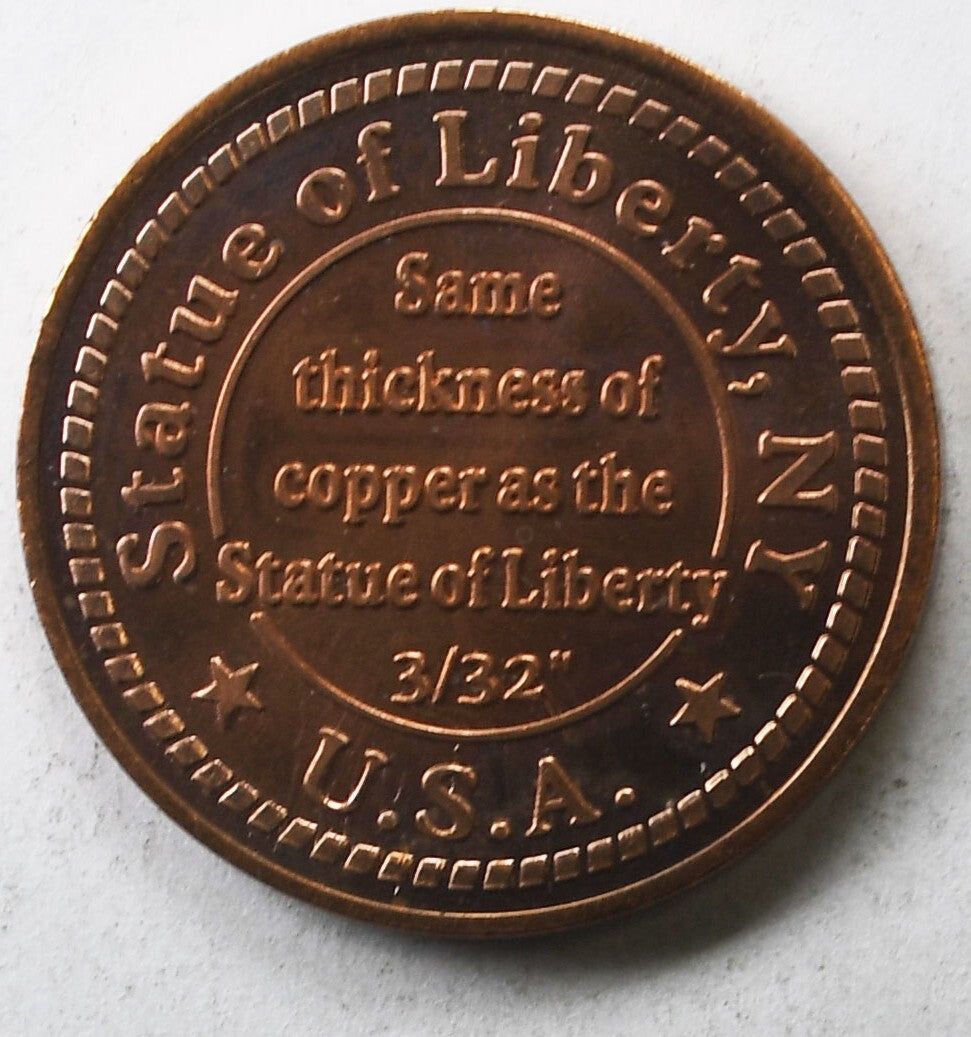 Statue of Liberty, NY
Same
thickness of
copper as the
Statue of Liberty
3/32"
U.S.A.